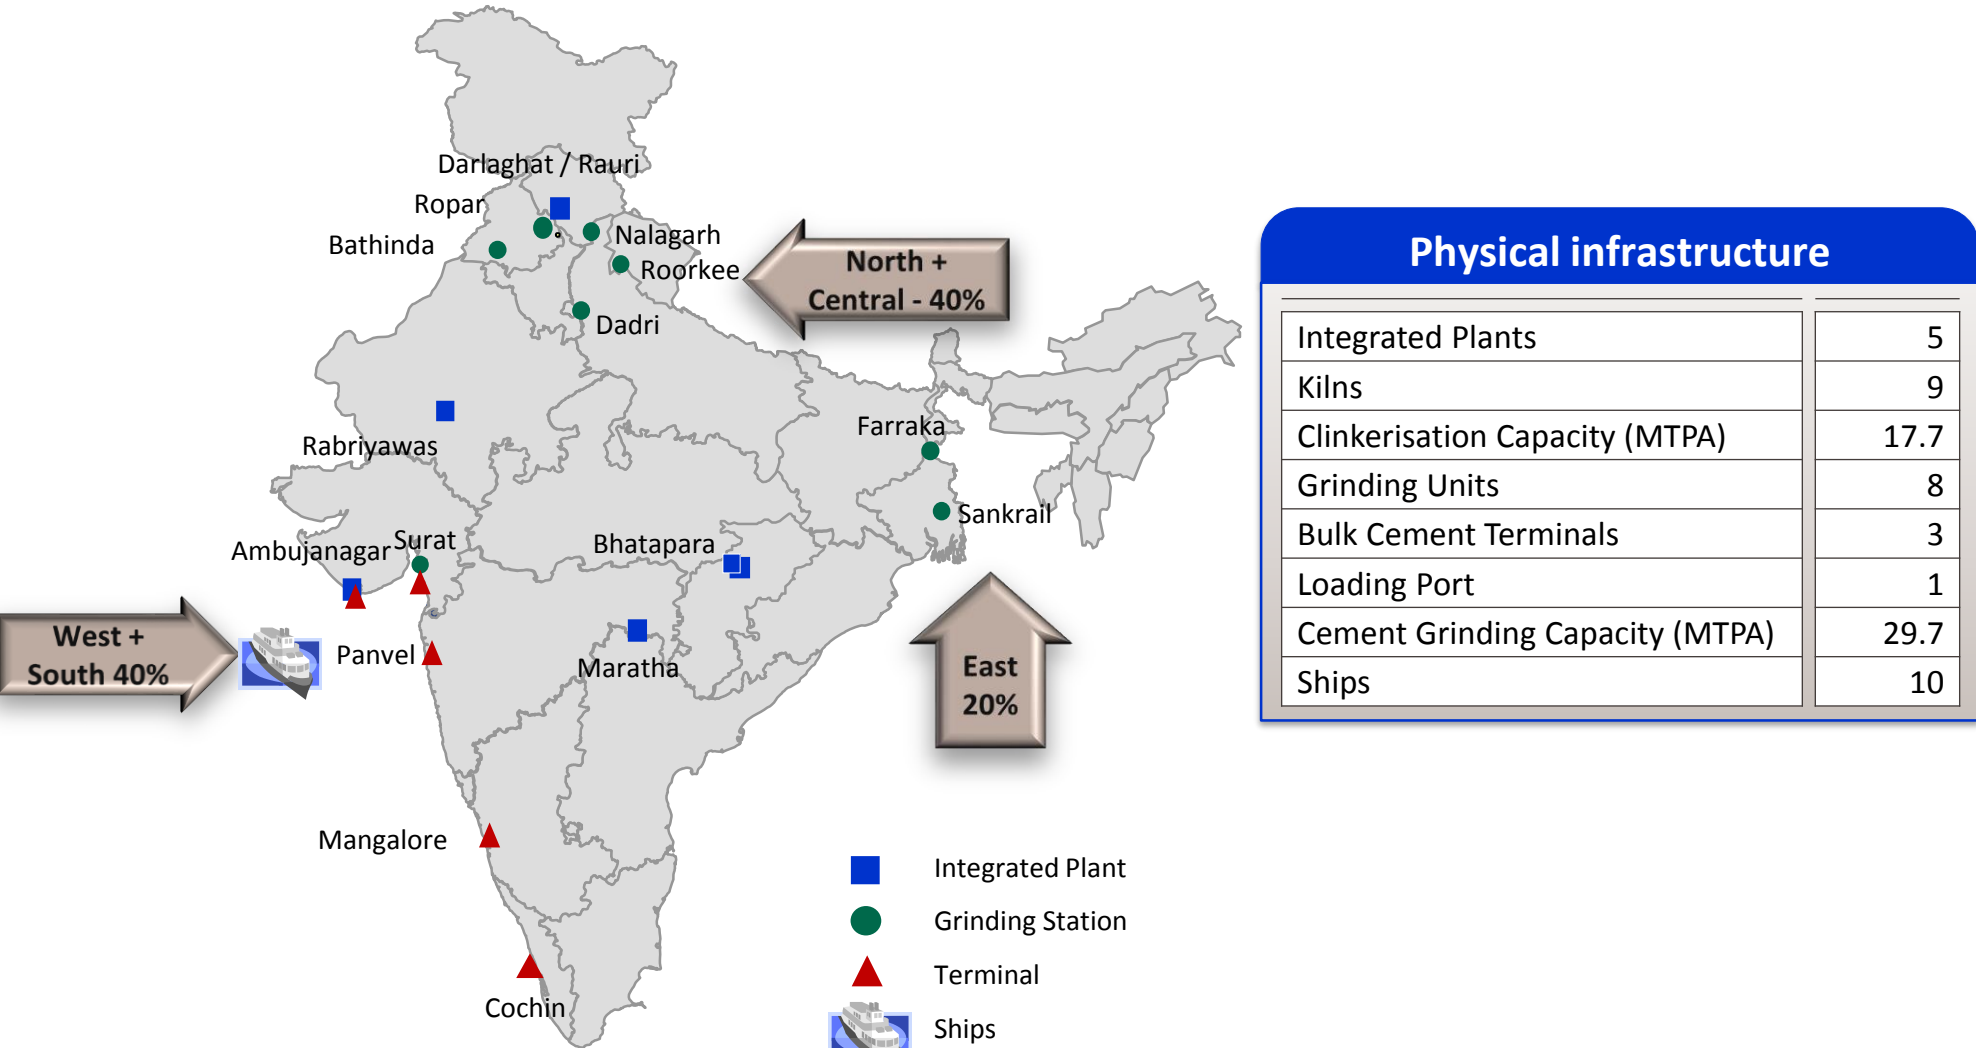 Darlaghat / Rauri
Ropar
Bathinda
Nalagarh
Roorkee
Dadri
North +
Central - 40%
Rabriyawas
Farraka
Sankrail
Surat
Ambujanagar
Bhatapara
West +
South 40%
Panvel
Maratha
East
20%
Mangalore
Cochin
Integrated Plant
Grinding Station
Terminal
Ships
Physical infrastructure
Integrated Plants 5
Kilns 9
Clinkerisation Capacity (MTPA) 17.7
Grinding Units 8
Bulk Cement Terminals 3
Loading Port 1
Cement Grinding Capacity (MTPA) 29.7
Ships 10